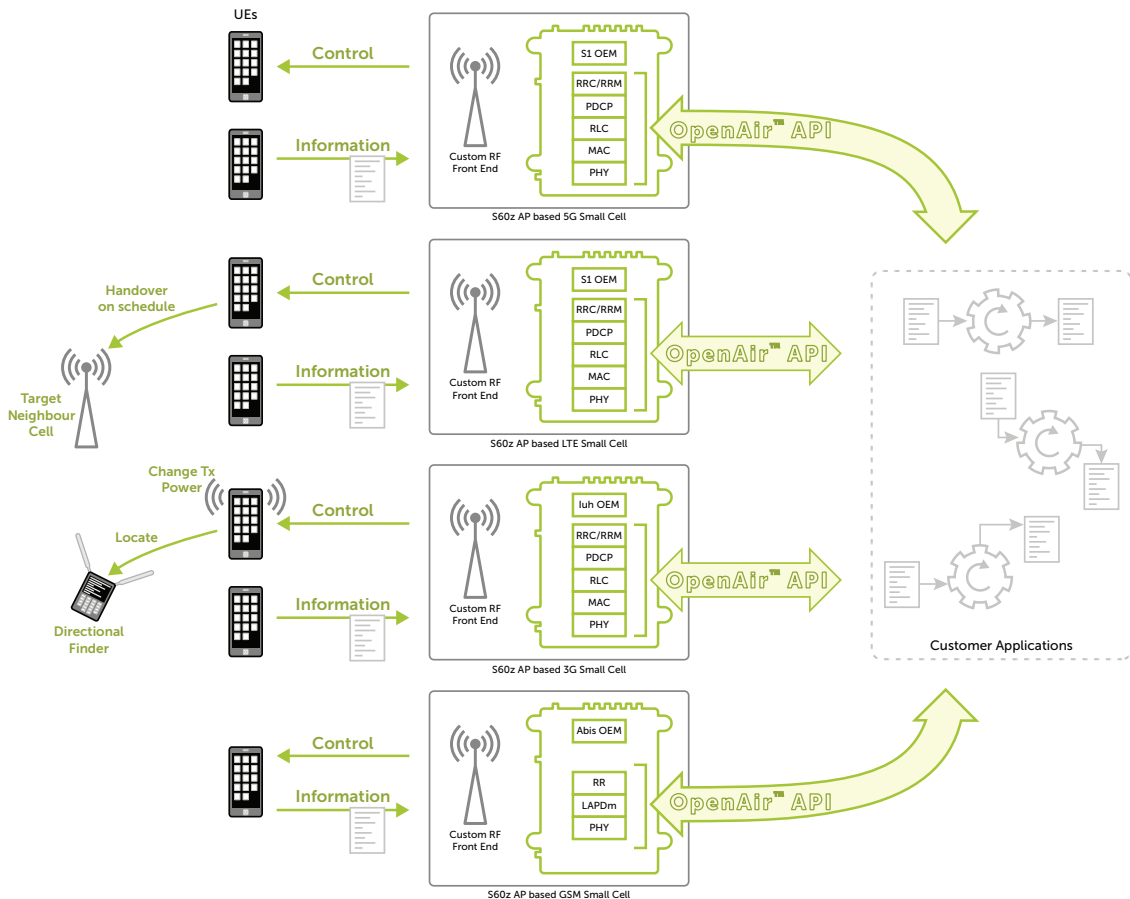 UEs
Control
Information
Custom RF
Front End
S1 OEM
RRC/RRM
PDCP
RLC
MAC
PHY
OpenAir™ API
S60z AP based 5G Small Cell
Handover
on schedule
Target
Neighbour
Cell
Control
Information
Custom RF
Front End
S1 OEM
RRC/RRM
PDCP
RLC
MAC
PHY
OpenAir™ API
S60z AP based LTE Small Cell
Change Tx
Power
Locate
Directional
Finder
Control
Information
Custom RF
Front End
Iuh OEM
RRC/RRM
PDCP
RLC
MAC
PHY
OpenAir™ API
S60z AP based 3G Small Cell
Customer Applications
Control
Information
Custom RF
Front End
Abis OEM
RR
LAPDm
PHY
OpenAir™ API
S60z AP based GSM Small Cell